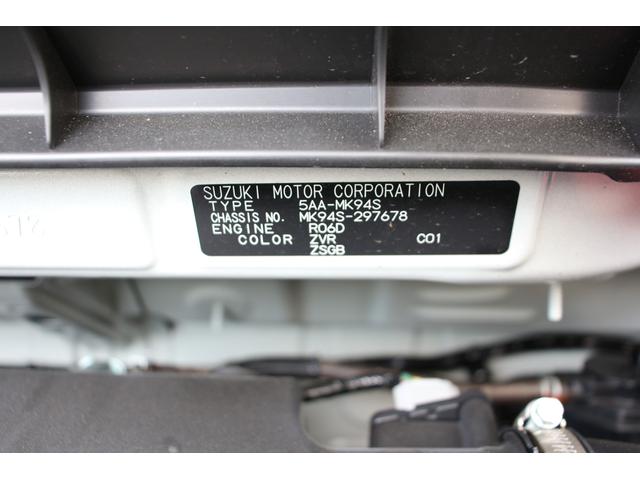 SUZUKI MOTOR CORPORATION
TYPE 5AA-MK94S
CHASSIS NO. MK94S-297678
ENGINE R06D
COLOR ZVR C01
ZSGB